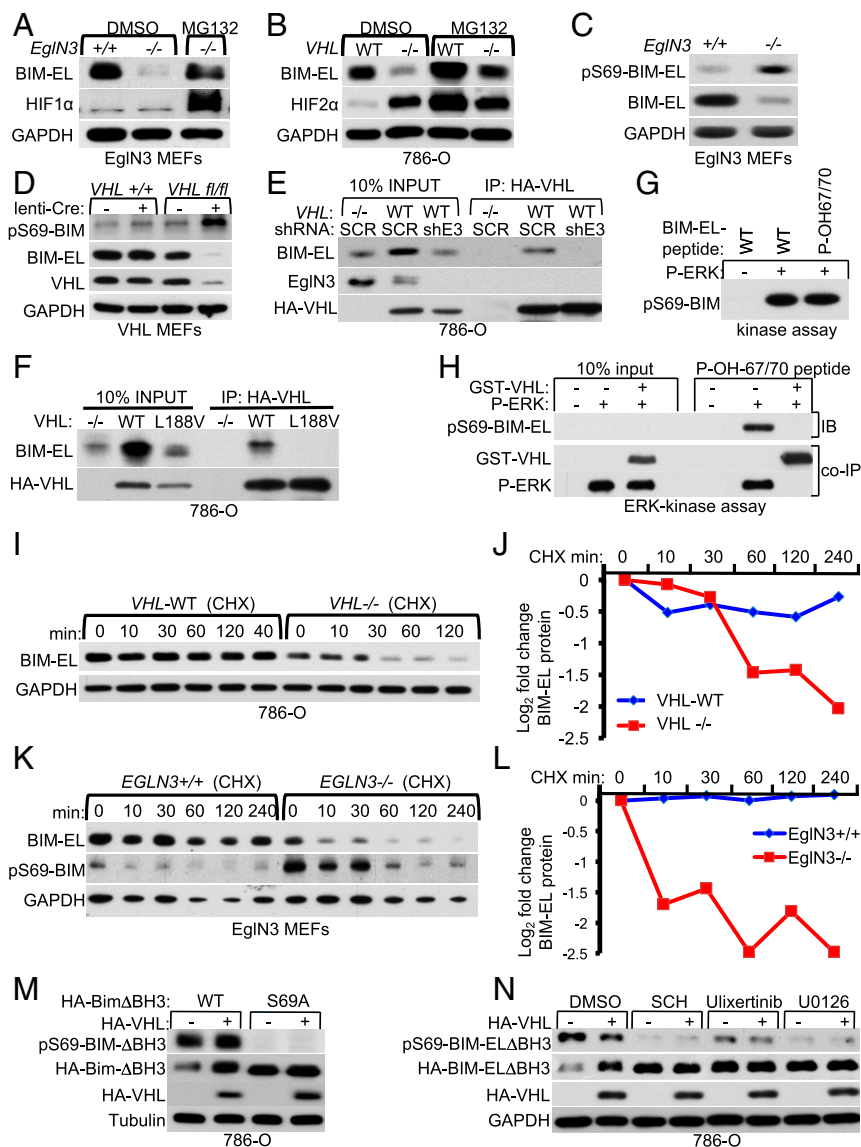 A
DMSO MG132
EglN3 +/+ -/- -/-
BIM-EL
HIF1α
GAPDH
EglN3 MEFs
B
DMSO MG132
VHL WT -/- WT -/-
BIM-EL
HIF2α
GAPDH
786-O
C
EglN3 +/+ -/-
pS69-BIM-EL
BIM-EL
GAPDH
EglN3 MEFs
D
VHL +/+ VHL fl/fl
lenti-Cre: - + - +
pS69-BIM
BIM-EL
VHL
GAPDH
VHL MEFs
E
10% INPUT IP: HA-VHL
VHL: -/- WT WT -/- WT WT
shRNA: SCR SCR shE3 SCR SCR shE3
BIM-EL
EglN3
HA-VHL
786-O
G
BIM-EL-
peptide: WT WT P-OH67/70
P-ERK: - + +
pS69-BIM
kinase assay
F
10% INPUT IP: HA-VHL
VHL: -/- WT L188V -/- WT L188V
BIM-EL
HA-VHL
786-O
H
10% input P-OH-67/70 peptide
GST-VHL: - - + - - +
P-ERK: - + + - + +
pS69-BIM-EL IB
GST-VHL
P-ERK
co-IP
ERK-kinase assay
I
VHL-WT (CHX) VHL-/- (CHX)
min: 0 10 30 60 120 40 0 10 30 60 120
BIM-EL
GAPDH
786-O
J
CHX min: 0 10 30 60 120 240
0
-0.5
-1
-1.5
-2
-2.5
Log2 fold change
BIM-EL protein
VHL-WT
VHL -/-
K
EGLN3+/+ (CHX) EGLN3-/- (CHX)
min: 0 10 30 60 120 240 0 10 30 60 120 240
BIM-EL
pS69-BIM
GAPDH
EglN3 MEFs
L
CHX min: 0 10 30 60 120 240
0
-0.5
-1
-1.5
-2
-2.5
Log2 fold change
BIM-EL protein
EglN3+/+
EglN3-/-
M
HA-BimΔBH3: WT S69A
HA-VHL: - + - +
pS69-BIM-ΔBH3
HA-Bim-ΔBH3
HA-VHL
Tubulin
786-O
N
DMSO SCH Ulixertinib U0126
HA-VHL - + - + - + - +
pS69-BIM-ELΔBH3
HA-BIM-ELΔBH3
HA-VHL
GAPDH
786-O